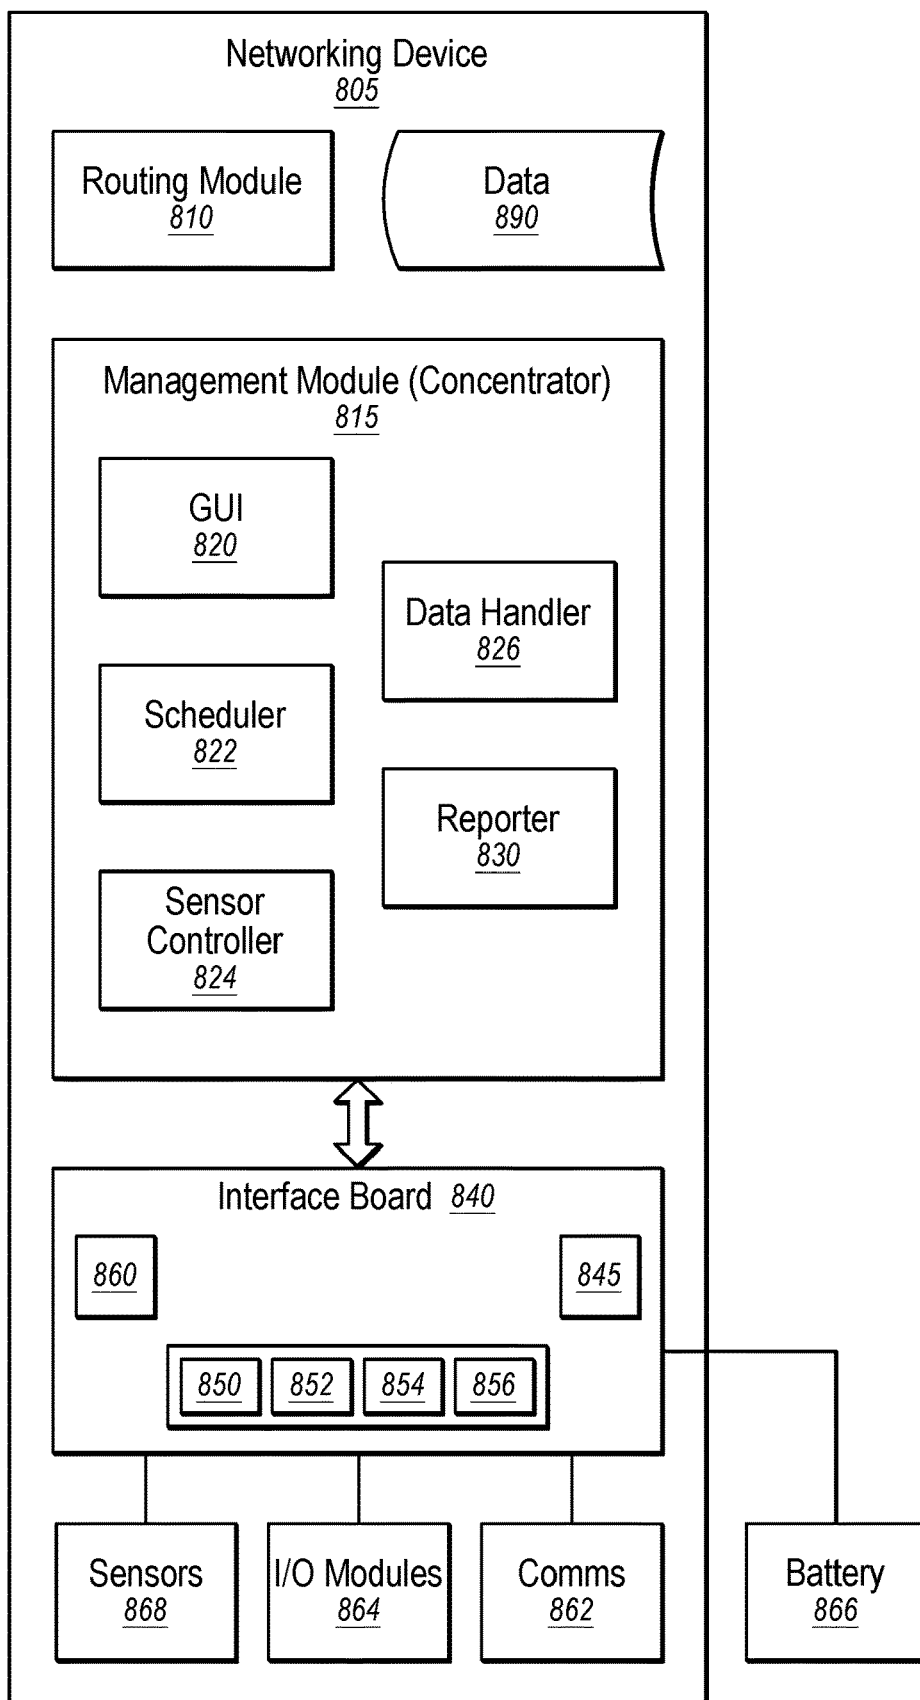 Networking Device
805
Routing Module
810
Data
890
Management Module (Concentrator)
815
GUI
820
Data Handler
826
Scheduler
822
Reporter
830
Sensor
Controller
824
Interface Board 840
860
845
850 852 854 856
Sensors
868
I/O Modules
864
Comms
862
Battery
866